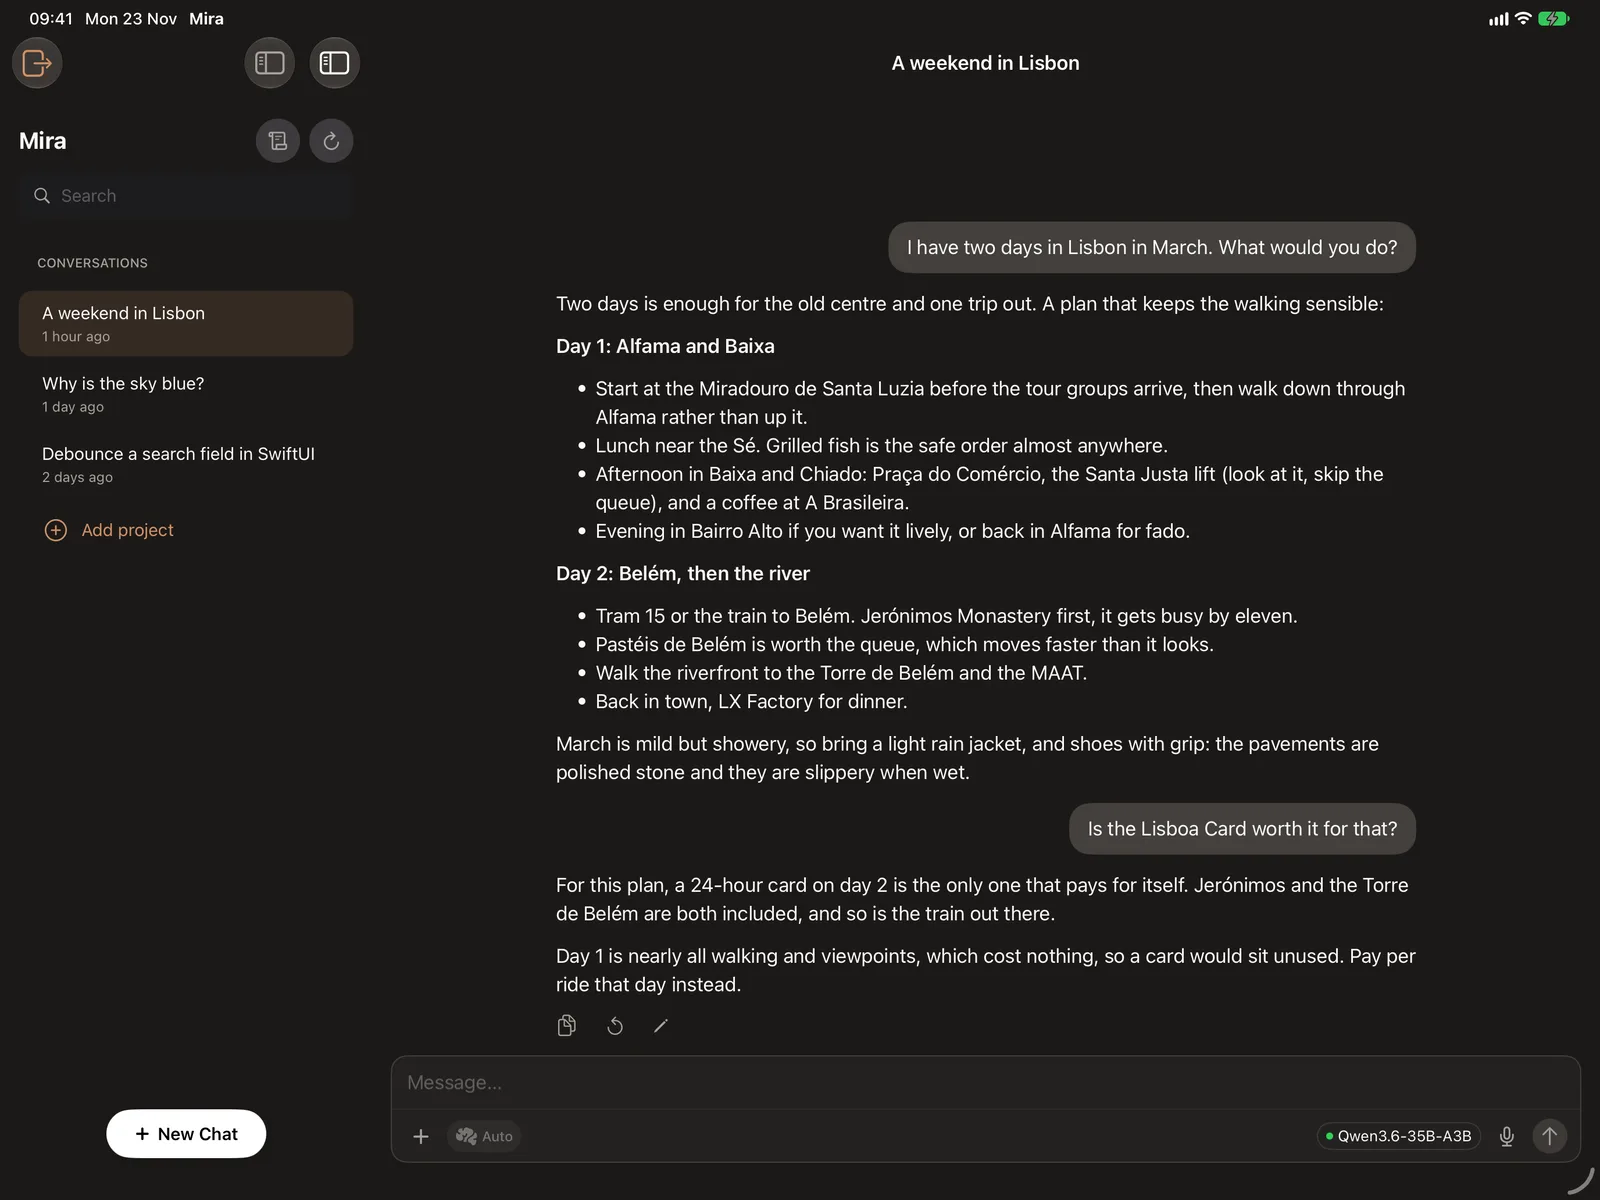 09:41 Mon 23 Nov Mira
A weekend in Lisbon
Mira
Search
CONVERSATIONS
A weekend in Lisbon
1 hour ago
Why is the sky blue?
1 day ago
Debounce a search field in SwiftUI
2 days ago
Add project
+ New Chat
I have two days in Lisbon in March. What would you do?
Two days is enough for the old centre and one trip out. A plan that keeps the walking sensible:
Day 1: Alfama and Baixa
• Start at the Miradouro de Santa Luzia before the tour groups arrive, then walk down through
Alfama rather than up it.
• Lunch near the Sé. Grilled fish is the safe order almost anywhere.
• Afternoon in Baixa and Chiado: Praça do Comércio, the Santa Justa lift (look at it, skip the
queue), and a coffee at A Brasileira.
• Evening in Bairro Alto if you want it lively, or back in Alfama for fado.
Day 2: Belém, then the river
• Tram 15 or the train to Belém. Jerónimos Monastery first, it gets busy by eleven.
• Pastéis de Belém is worth the queue, which moves faster than it looks.
• Walk the riverfront to the Torre de Belém and the MAAT.
• Back in town, LX Factory for dinner.
March is mild but showery, so bring a light rain jacket, and shoes with grip: the pavements are
polished stone and they are slippery when wet.
Is the Lisboa Card worth it for that?
For this plan, a 24-hour card on day 2 is the only one that pays for itself. Jerónimos and the Torre
de Belém are both included, and so is the train out there.
Day 1 is nearly all walking and viewpoints, which cost nothing, so a card would sit unused. Pay per
ride that day instead.
Message...
Auto
Qwen3.6-35B-A3B